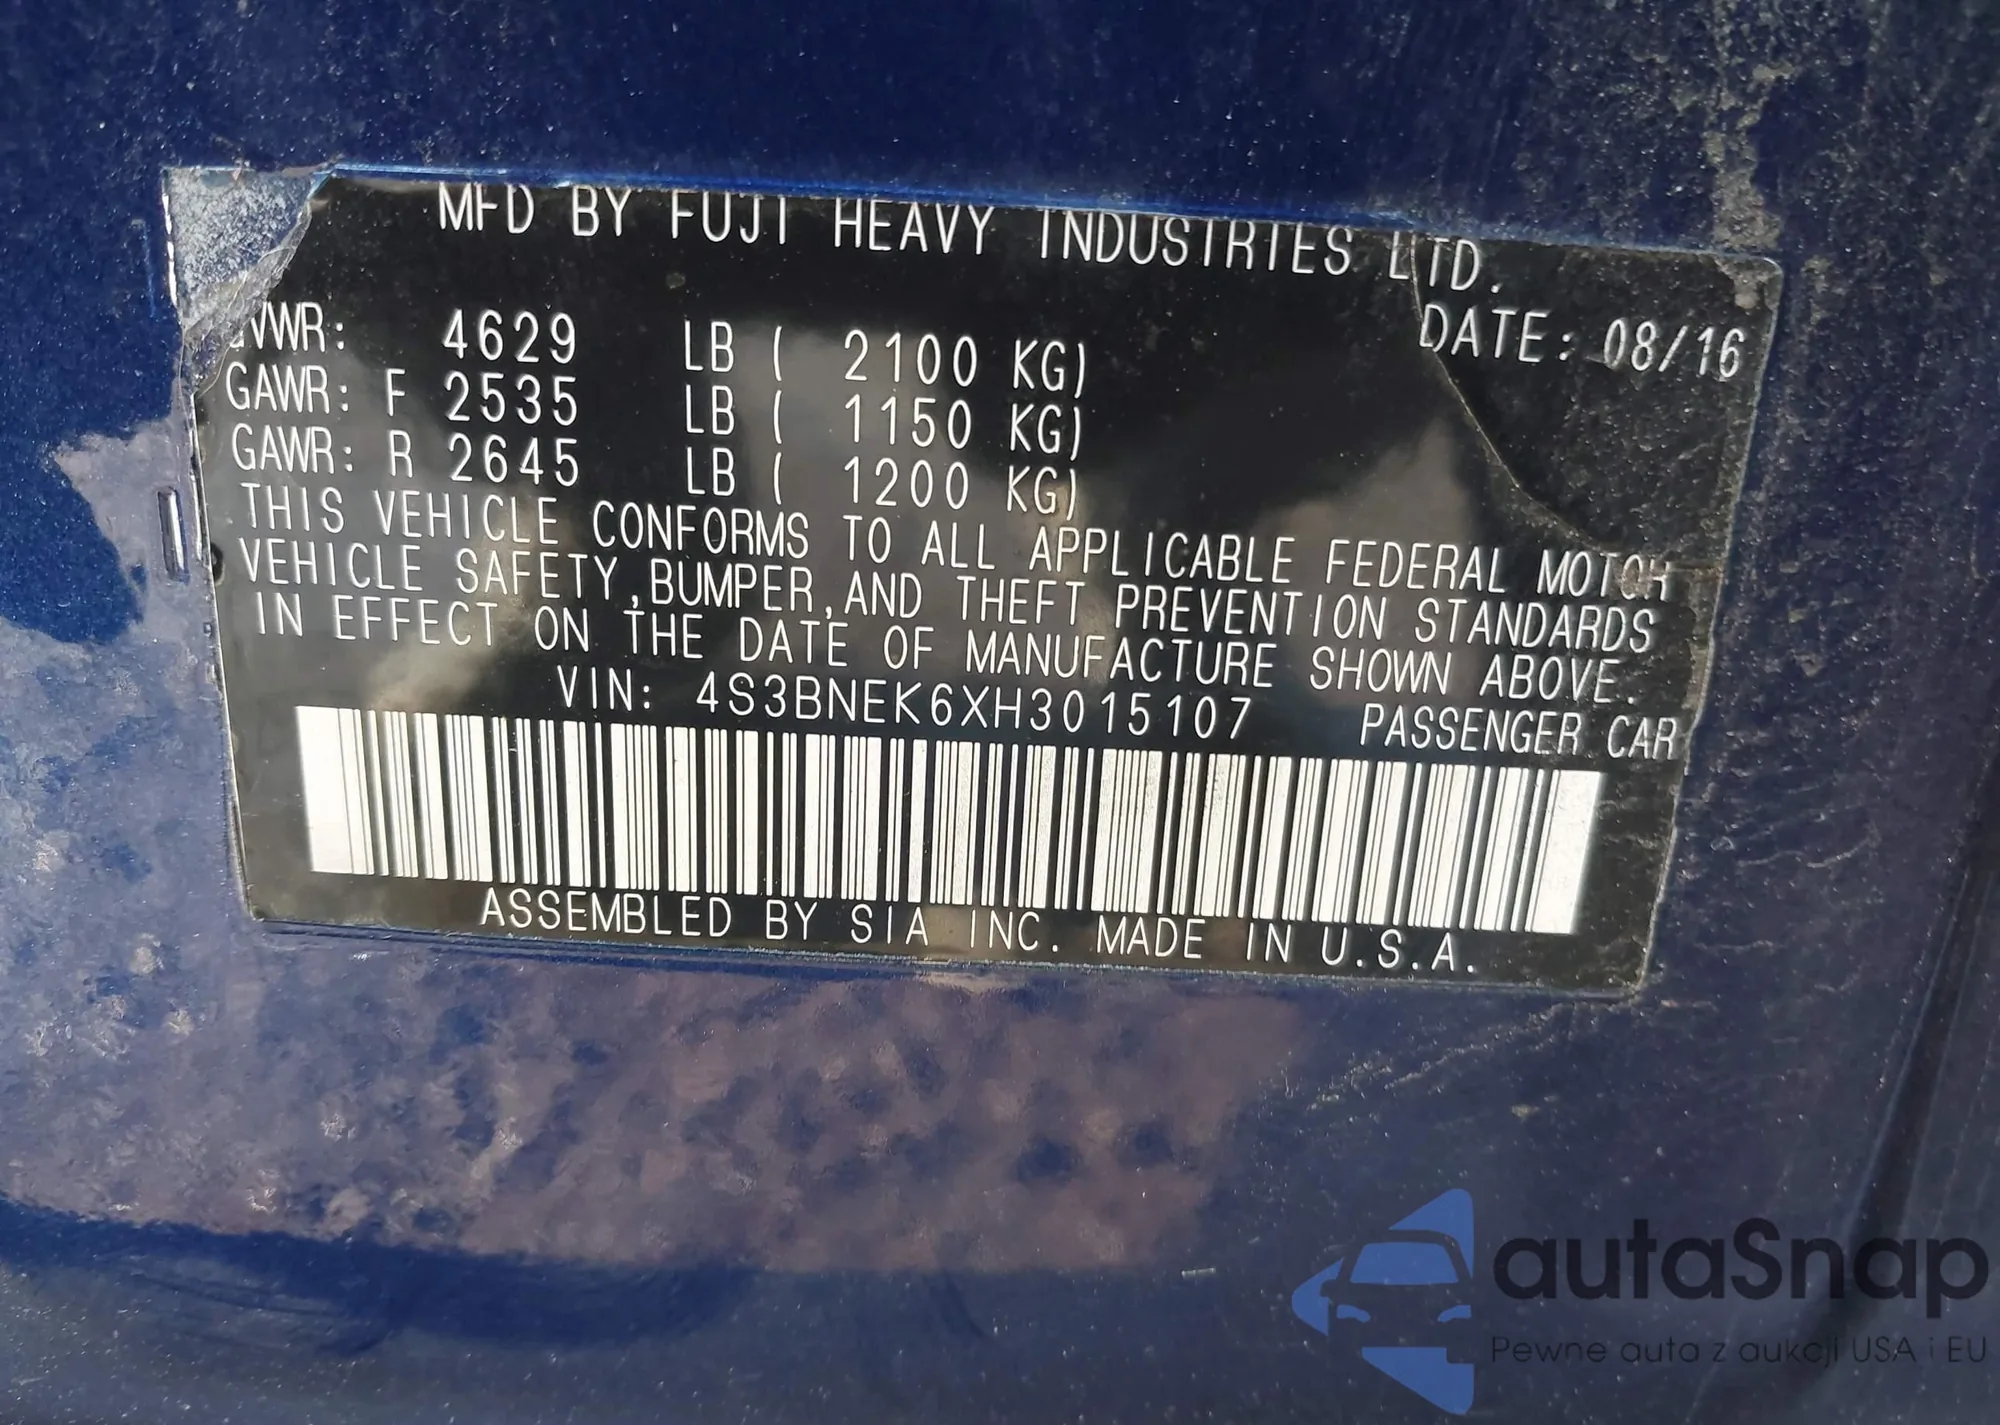 MFD BY FUJI HEAVY INDUSTRIES LTD.
DATE: 08/16
GVWR: 4629 LB ( 2100 KG)
GAWR: F 2535 LB ( 1150 KG)
GAWR: R 2645 LB ( 1200 KG)
THIS VEHICLE CONFORMS TO ALL APPLICABLE FEDERAL MOTOR
VEHICLE SAFETY,BUMPER,AND THEFT PREVENTION STANDARDS
IN EFFECT ON THE DATE OF MANUFACTURE SHOWN ABOVE.
VIN: 4S3BNEK6XH3015107 PASSENGER CAR
ASSEMBLED BY SIA INC. MADE IN U.S.A.
autaSnap
Pewne auta z aukcji USA i EU